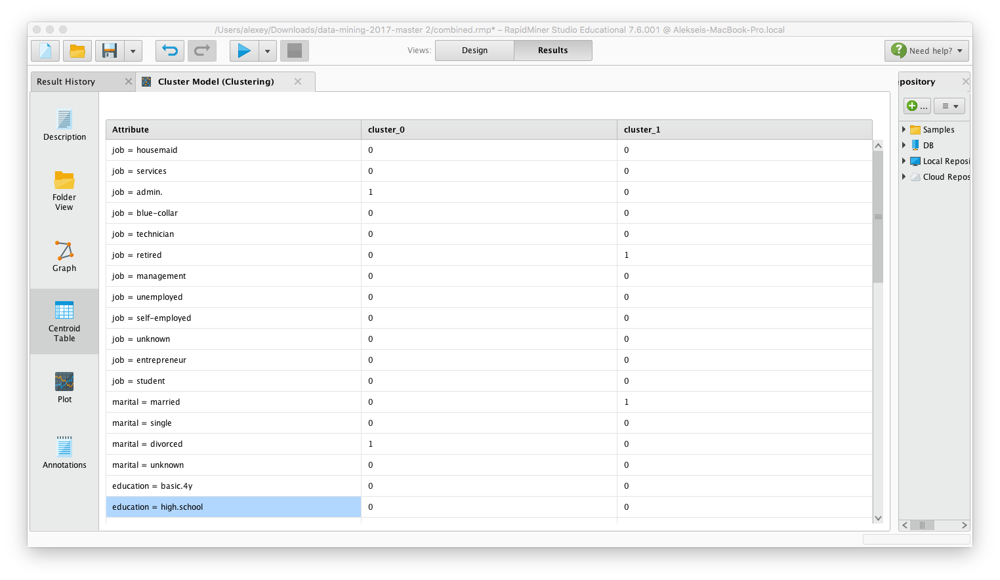 /Users/alexey/Downloads/data-mining-2017-master 2/combined.rmp* – RapidMiner Studio Educational 7.6.001 @ Alekseis-MacBook-Pro.local
Views: Design Results
Need help?
Result History
Cluster Model (Clustering)
pository
...
Description
Folder
View
Graph
Centroid
Table
Plot
Annotations
Attribute cluster_0 cluster_1
job = housemaid 0 0
job = services 0 0
job = admin. 1 0
job = blue-collar 0 0
job = technician 0 0
job = retired 0 1
job = management 0 0
job = unemployed 0 0
job = self-employed 0 0
job = unknown 0 0
job = entrepreneur 0 0
job = student 0 0
marital = married 0 1
marital = single 0 0
marital = divorced 1 0
marital = unknown 0 0
education = basic.4y 0 0
education = high.school 0 0
Samples
DB
Local Reposi
Cloud Repos